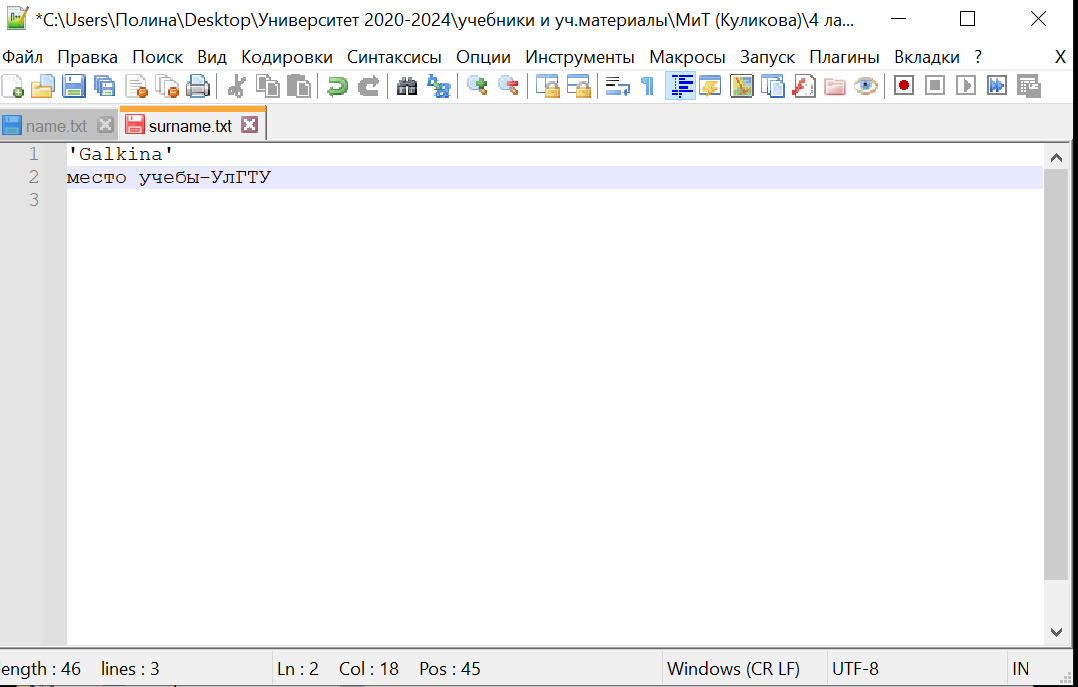 *C:\Users\Полина\Desktop\Университет 2020-2024\учебники и уч.материалы\МиТ (Куликова)\4 ла...
Файл Правка Поиск Вид Кодировки Синтаксисы Опции Инструменты Макросы Запуск Плагины Вкладки ? X
name.txt surname.txt
1 'Galkina'
2 место учебы-УлГТУ
3
ength : 46 lines : 3 Ln : 2 Col : 18 Pos : 45 Windows (CR LF) UTF-8 IN